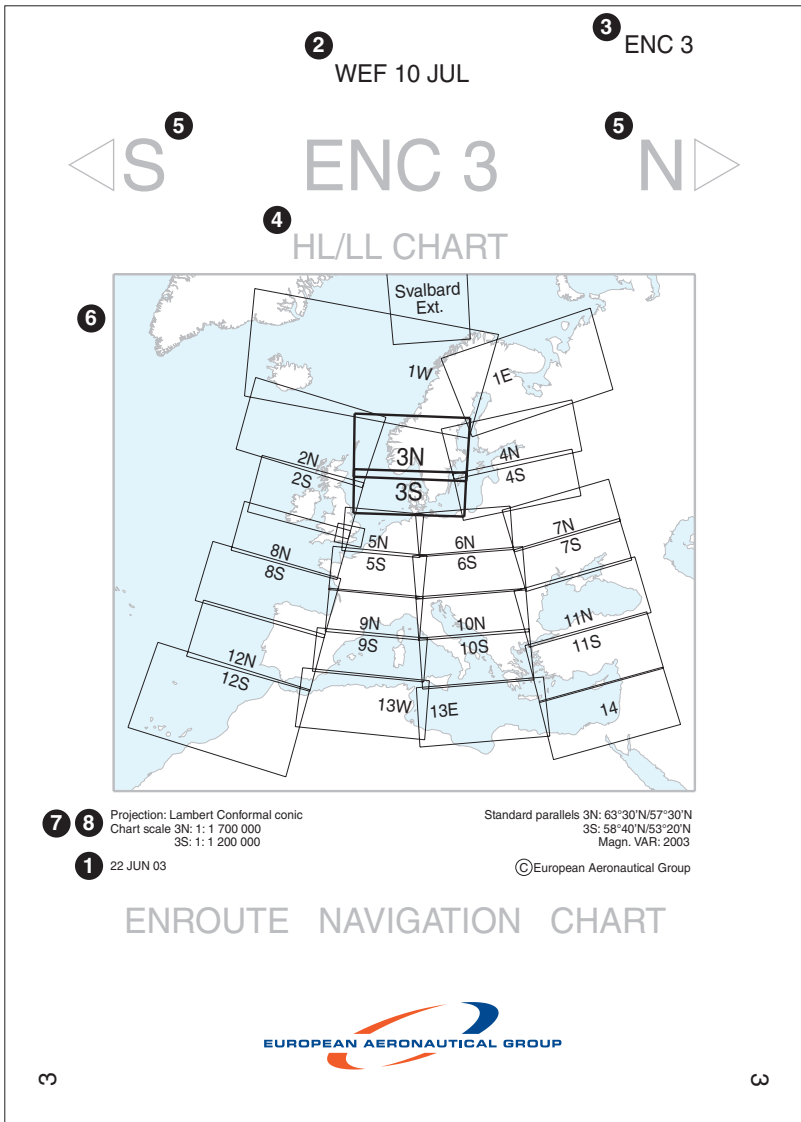 3 ENC 3
2 WEF 10 JUL
5 5
S ENC 3 N
4 HL/LL CHART
6
Svalbard
Ext.
1W
1E
2N
2S
3N
3S
4N
4S
5N
5S
6N
6S
7N
7S
8N
8S
9N
9S
10N
10S
11N
11S
12N
12S
13W
13E
14
7 8
Projection: Lambert Conformal conic
Chart scale 3N: 1: 1 700 000
3S: 1: 1 200 000
Standard parallels 3N: 63°30'N/57°30'N
3S: 58°40'N/53°20'N
Magn. VAR: 2003
1 22 JUN 03
©European Aeronautical Group
ENROUTE NAVIGATION CHART
EUROPEAN AERONAUTICAL GROUP
3 3